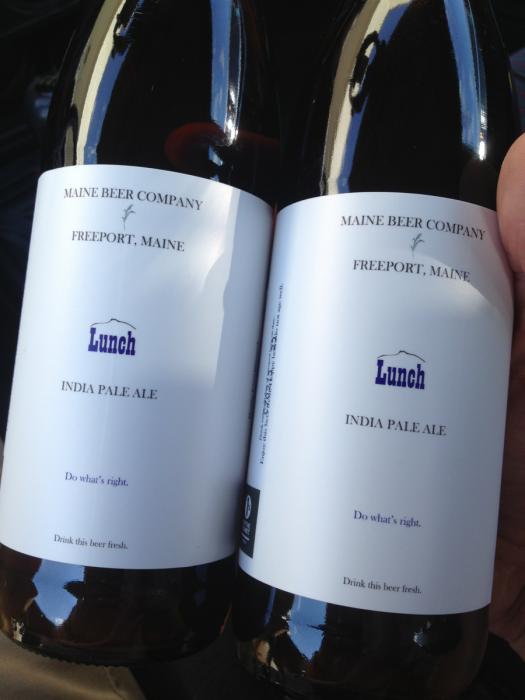 MAINE BEER COMPANY
FREEPORT, MAINE
Lunch
INDIA PALE ALE
Do what's right.
Drink this beer fresh.
MAINE BEER COMPANY
FREEPORT, MAINE
Lunch
INDIA PALE ALE
Do what's right.
Drink this beer fresh.